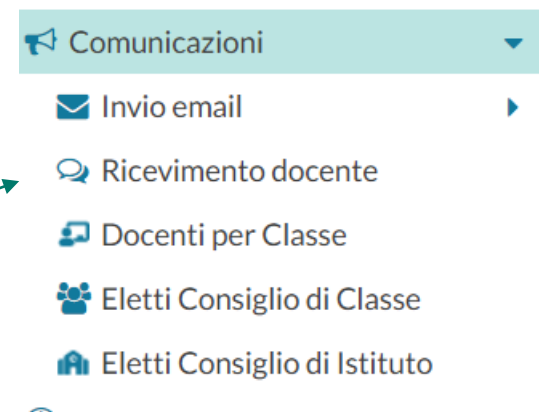 Comunicazioni
Invio email
Ricevimento docente
Docenti per Classe
Eletti Consiglio di Classe
Eletti Consiglio di Istituto